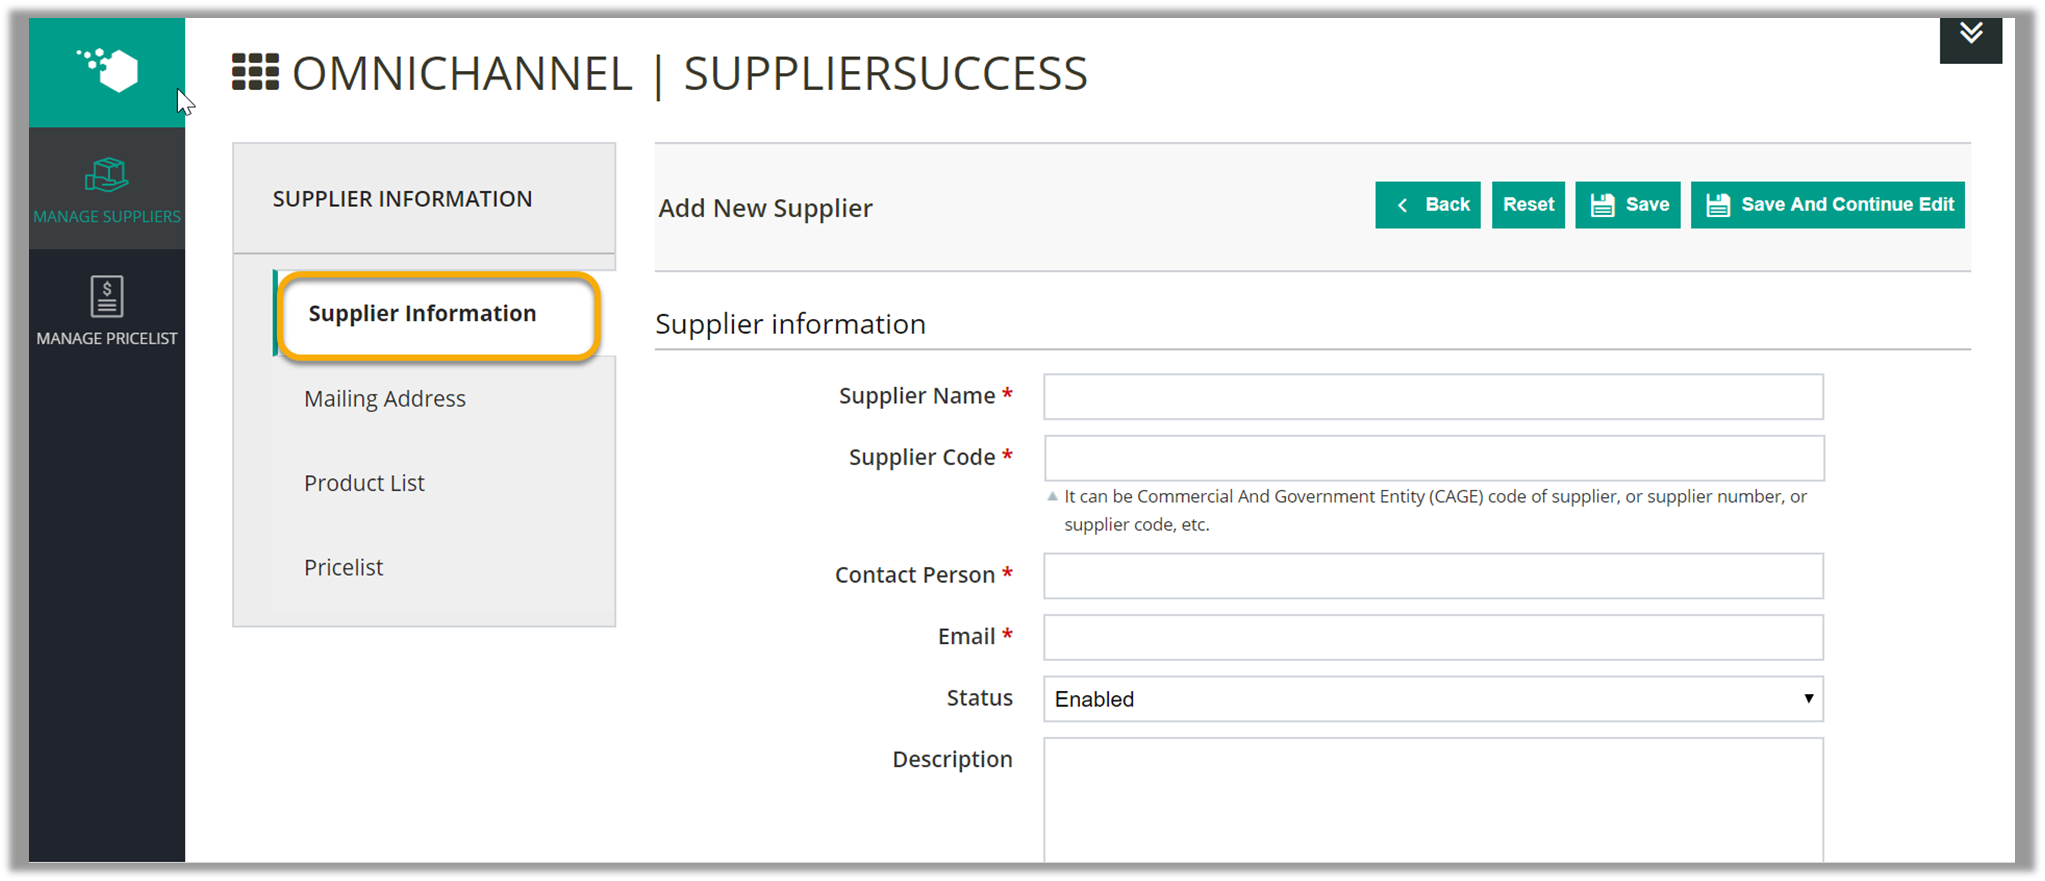 OMNICHANNEL | SUPPLIERSUCCESS
MANAGE SUPPLIERS
$
MANAGE PRICELIST
SUPPLIER INFORMATION
Supplier Information
Mailing Address
Product List
Pricelist
Add New Supplier
Back
Reset
Save
Save And Continue Edit
Supplier information
Supplier Name *
Supplier Code *
It can be Commercial And Government Entity (CAGE) code of supplier, or supplier number, or
supplier code, etc.
Contact Person *
Email *
Status
Enabled
Description